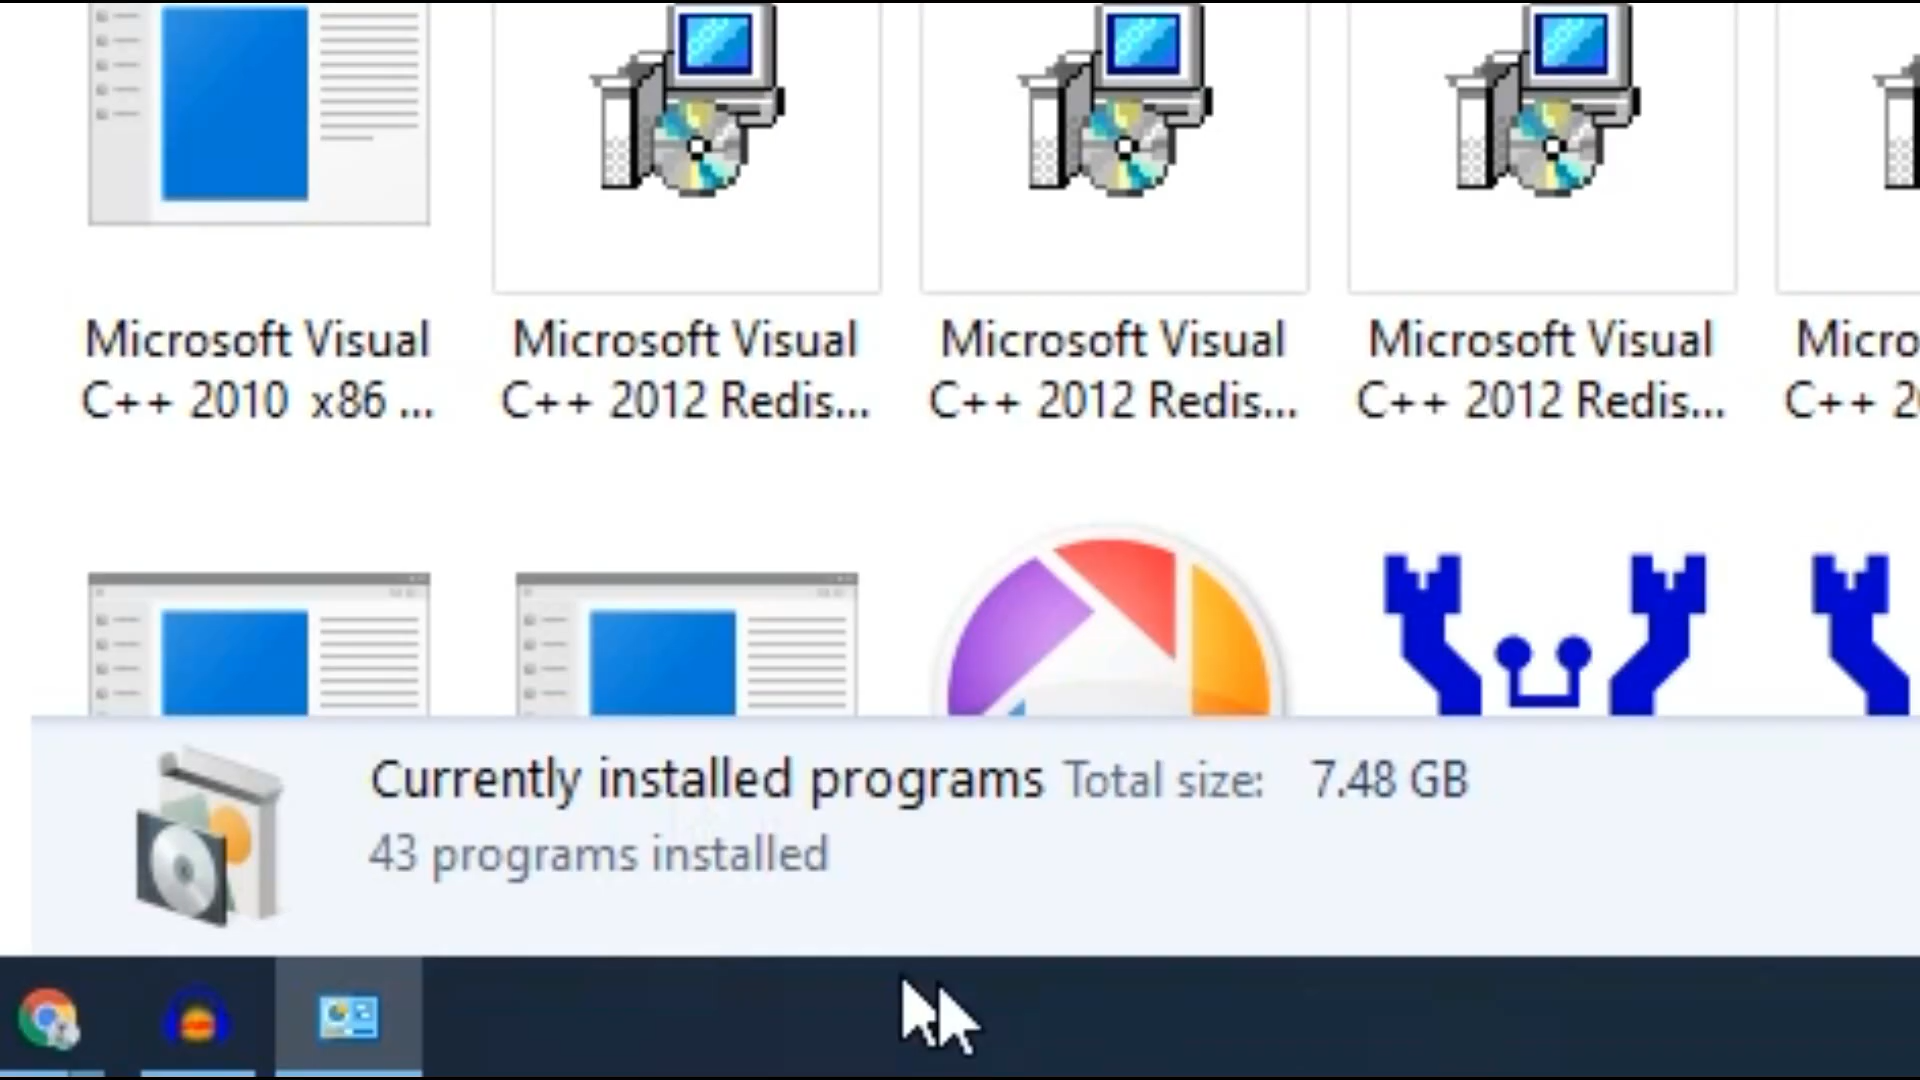 Microsoft Visual C++ 2010 x86 ...
Microsoft Visual C++ 2012 Redis...
Microsoft Visual C++ 2012 Redis...
Microsoft Visual C++ 2012 Redis...
Micro
C++ 2
Currently installed programs Total size: 7.48 GB
43 programs installed